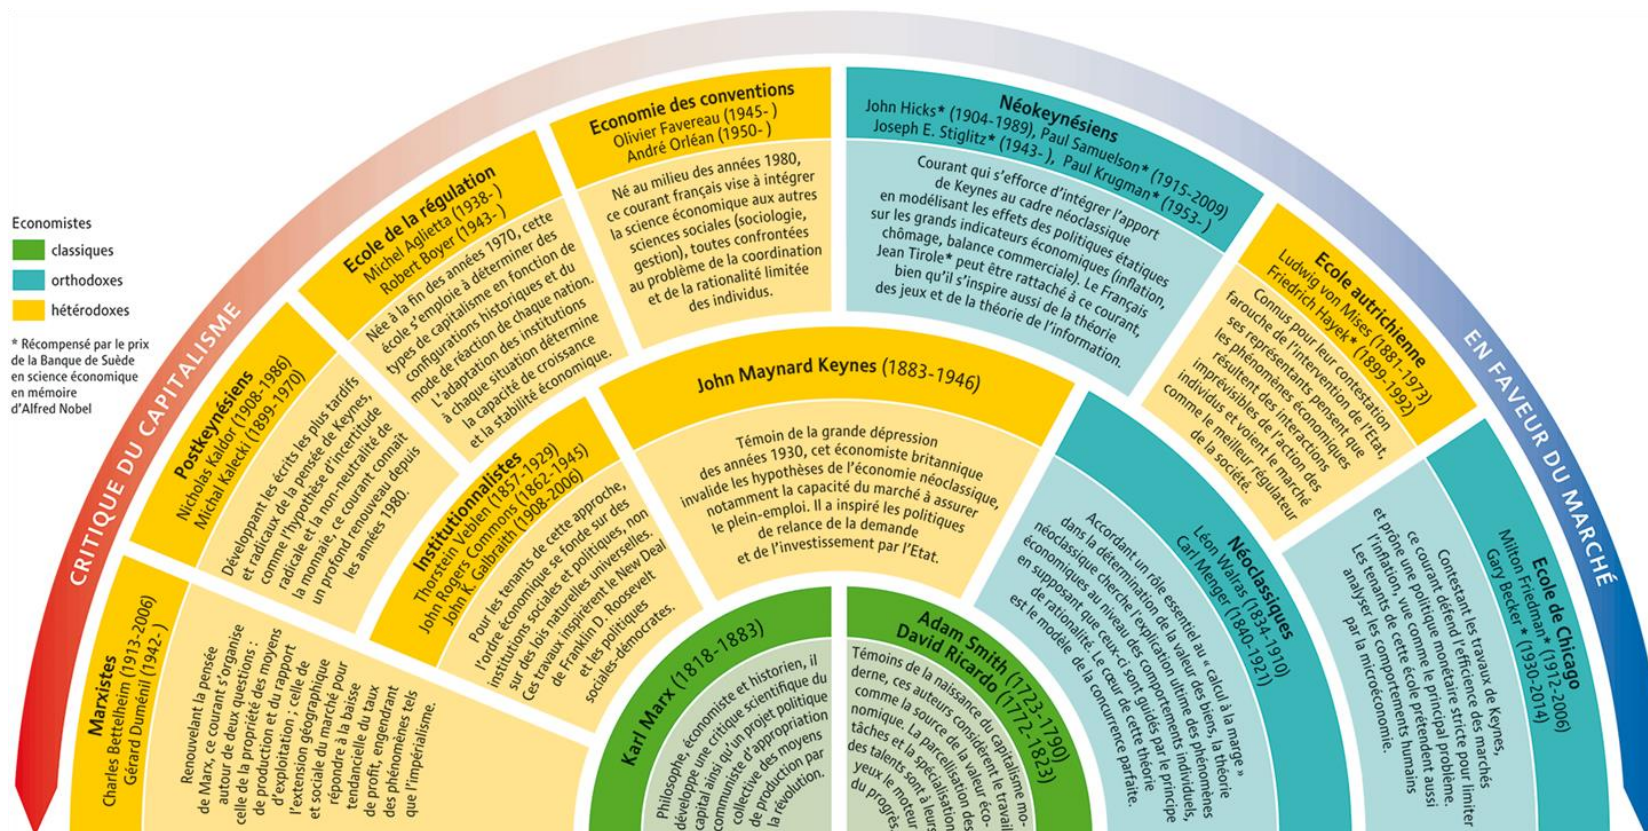 Economistes
classiques
orthodoxes
hétérodoxes
* Récompensé par le prix
de la Banque de Suède
en science économique
en mémoire
d'Alfred Nobel
CRITIQUE DU CAPITALISME
EN FAVEUR DU MARCHÉ
Marxistes
Charles Bettelheim (1913-2006)
Gérard Duménil (1942- )
Renouvelant la pensée
de Marx, ce courant s'organise
autour de deux questions :
celle de la propriété des moyens
de production et du rapport
d'exploitation ; celle de
l'extension géographique
et sociale du marché pour
répondre à la baisse
tendancielle du taux
de profit, engendrant
des phénomènes tels
que l'impérialisme.
Postkeynésiens
Nicholas Kaldor (1908-1986)
Michal Kalecki (1899-1970)
Développant les écrits les plus tardifs
et radicaux de la pensée de Keynes,
comme l'hypothèse d'incertitude
radicale et la non-neutralité de
la monnaie, ce courant connaît
un profond renouveau depuis
les années 1980.
Ecole de la régulation
Michel Aglietta (1938- )
Robert Boyer (1943- )
Née à la fin des années 1970, cette
école s'emploie à déterminer des
types de capitalisme en fonction de
configurations historiques et du
mode de réaction de chaque nation.
L'adaptation des institutions
à chaque situation détermine
la capacité de croissance
et la stabilité économique.
Economie des conventions
Olivier Favereau (1945- )
André Orléan (1950- )
Né au milieu des années 1980,
ce courant français vise à intégrer
la science économique aux autres
sciences sociales (sociologie,
gestion), toutes confrontées
au problème de la coordination
et de la rationalité limitée
des individus.
Néokeynésiens
John Hicks* (1904-1989), Paul Samuelson* (1915-2009)
Joseph E. Stiglitz* (1943- ), Paul Krugman* (1953- )
Courant qui s'efforce d'intégrer l'apport
de Keynes au cadre néoclassique
en modélisant les effets des politiques étatiques
sur les grands indicateurs économiques (inflation,
chômage, balance commerciale). Le Français
Jean Tirole* peut être rattaché à ce courant,
bien qu'il s'inspire aussi de la théorie
des jeux et de la théorie de l'information.
Ecole autrichienne
Ludwig von Mises (1881-1973)
Friedrich Hayek* (1899-1992)
Connus pour leur contestation
farouche de l'intervention de l'Etat,
ses représentants pensent que
les phénomènes économiques
résultent des interactions
imprévisibles de l'action des
individus et voient le marché
comme le meilleur régulateur
de la société.
Ecole de Chicago
Milton Friedman* (1912-2006)
Gary Becker* (1930-2014)
Contestant les travaux de Keynes,
ce courant défend l'efficience des marchés
et prône une politique monétaire stricte pour limiter
l'inflation, vue comme le principal problème.
Les tenants de cette école prétendent aussi
analyser les comportements humains
par la microéconomie.
Institutionnalistes
Thorstein Veblen (1857-1929)
John Rogers Commons (1862-1945)
John K. Galbraith (1908-2006)
Pour les tenants de cette approche,
l'ordre économique se fonde sur des
institutions sociales et politiques, non
sur des lois naturelles universelles.
Ces travaux inspirèrent le New Deal
de Franklin D. Roosevelt
et les politiques
sociales-démocrates.
John Maynard Keynes (1883-1946)
Témoin de la grande dépression
des années 1930, cet économiste britannique
invalide les hypothèses de l'économie néoclassique,
notamment la capacité du marché à assurer
le plein-emploi. Il a inspiré les politiques
de relance de la demande
et de l'investissement par l'Etat.
Néoclassiques
Léon Walras (1834-1910)
Carl Menger (1840-1921)
Accordant un rôle essentiel au « calcul à la marge »
dans la détermination de la valeur des biens, la théorie
néoclassique cherche l'explication ultime des phénomènes
économiques au niveau des comportements individuels,
en supposant que ceux-ci sont guidés par le principe
de rationalité. Le cœur de cette théorie
est le modèle de la concurrence parfaite.
Karl Marx (1818-1883)
Philosophe, économiste et historien, il
développe une critique scientifique du
capital ainsi qu'un projet politique
communiste d'appropriation
collective des moyens
de production par
la révolution.
Adam Smith (1723-1790)
David Ricardo (1772-1823)
Témoins de la naissance du capitalisme mo-
derne, ces auteurs considèrent le travail
comme la source de la valeur éco-
nomique. La parcellisation des
tâches et la spécialisation
des talents sont à leurs
yeux le moteur
du progrès.